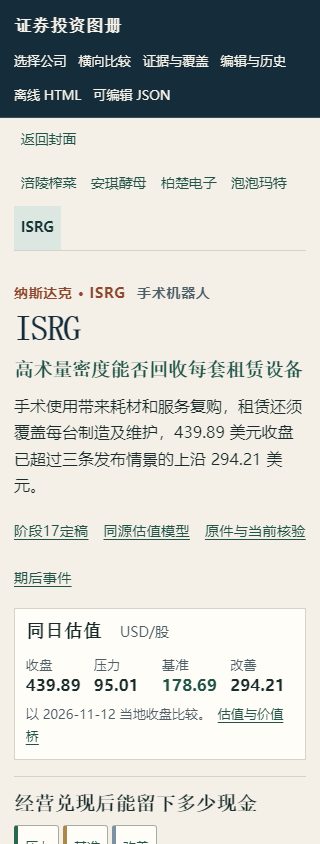 证券投资图册
选择公司 横向比较 证据与覆盖 编辑与历史
离线 HTML 可编辑 JSON
返回封面
涪陵榨菜 安琪酵母 柏楚电子 泡泡玛特
ISRG
纳斯达克 • ISRG 手术机器人
ISRG
高术量密度能否回收每套租赁设备
手术使用带来耗材和服务复购，租赁还须
覆盖每台制造及维护，439.89 美元收盘
已超过三条发布情景的上沿 294.21 美
元。
阶段17定稿 同源估值模型 原件与当前核验
期后事件
同日估值 USD/股
收盘 压力 基准 改善
439.89 95.01 178.69 294.21
以 2026-11-12 当地收盘比较。 估值与价值
桥
经营兑现后能留下多少现金
压力 基准 改善